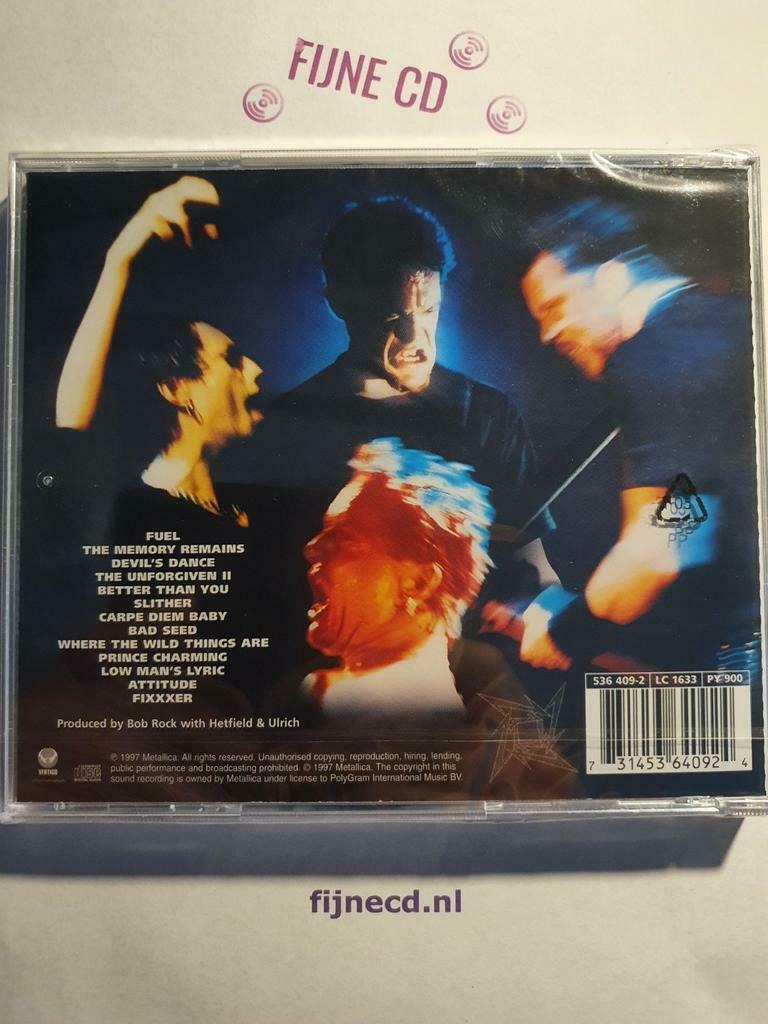 FIJNE CD
FUEL
THE MEMORY REMAINS
DEVIL'S DANCE
THE UNFORGIVEN II
BETTER THAN YOU
SLITHER
CARPE DIEM BABY
BAD SEED
WHERE THE WILD THINGS ARE
PRINCE CHARMING
LOW MAN'S LYRIC
ATTITUDE
FIXXXER
Produced by Bob Rock with Hetfield & Ulrich
536 409-2 LC 1633 PY 900
7 31453 64092 4
VERTIGO
℗ 1997 Metallica. All rights reserved. Unauthorised copying, reproduction, hiring, lending,
public performance and broadcasting prohibited. © 1997 Metallica. The copyright in this
sound recording is owned by Metallica under license to PolyGram International Music BV.
fijnecd.nl